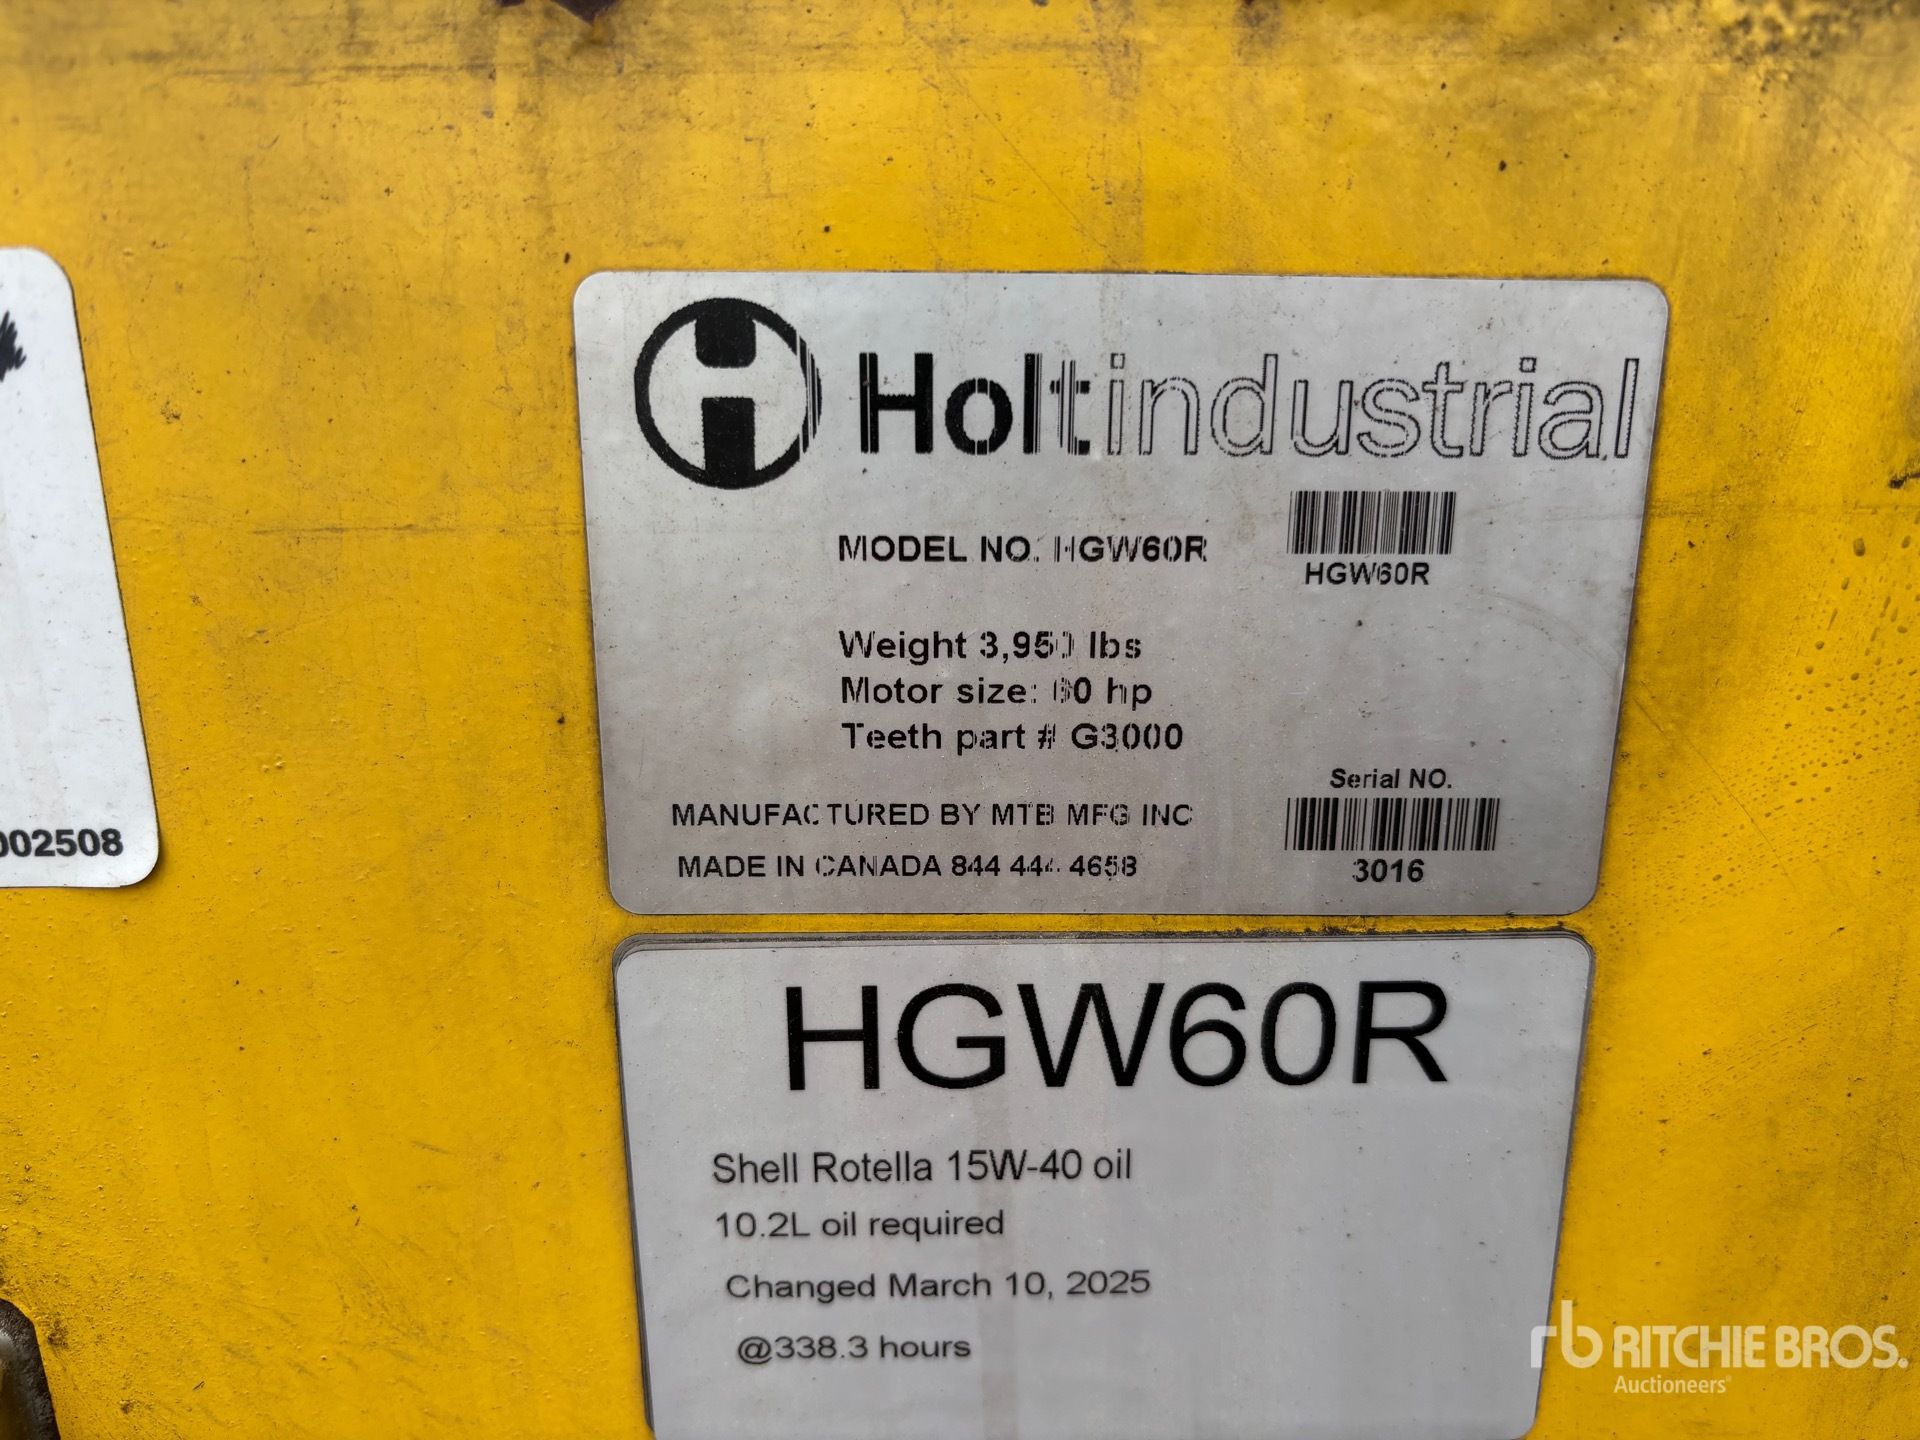 Holtindustrial
MODEL NO. HGW60R
HGW60R
Weight 3,950 lbs
Motor size: 60 hp
Teeth part # G3000
Serial NO.
3016
MANUFACTURED BY MTB MFG INC
MADE IN CANADA 844 444 4658
002508
HGW60R
Shell Rotella 15W-40 oil
10.2L oil required
Changed March 10, 2025
@338.3 hours
rb RITCHIE BROS.
Auctioneers